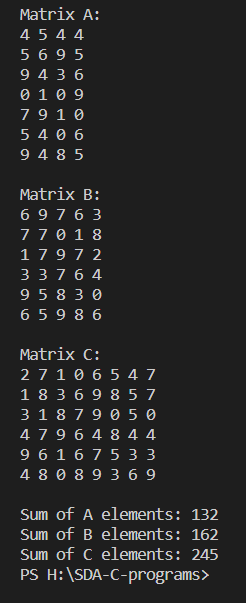 Matrix A:
4 5 4 4
5 6 9 5
9 4 3 6
0 1 0 9
7 9 1 0
5 4 0 6
9 4 8 5
Matrix B:
6 9 7 6 3
7 7 0 1 8
1 7 9 7 2
3 3 7 6 4
9 5 8 3 0
6 5 9 8 6
Matrix C:
2 7 1 0 6 5 4 7
1 8 3 6 9 8 5 7
3 1 8 7 9 0 5 0
4 7 9 6 4 8 4 4
9 6 1 6 7 5 3 3
4 8 0 8 9 3 6 9
Sum of A elements: 132
Sum of B elements: 162
Sum of C elements: 245
PS H:\SDA-C-programs>